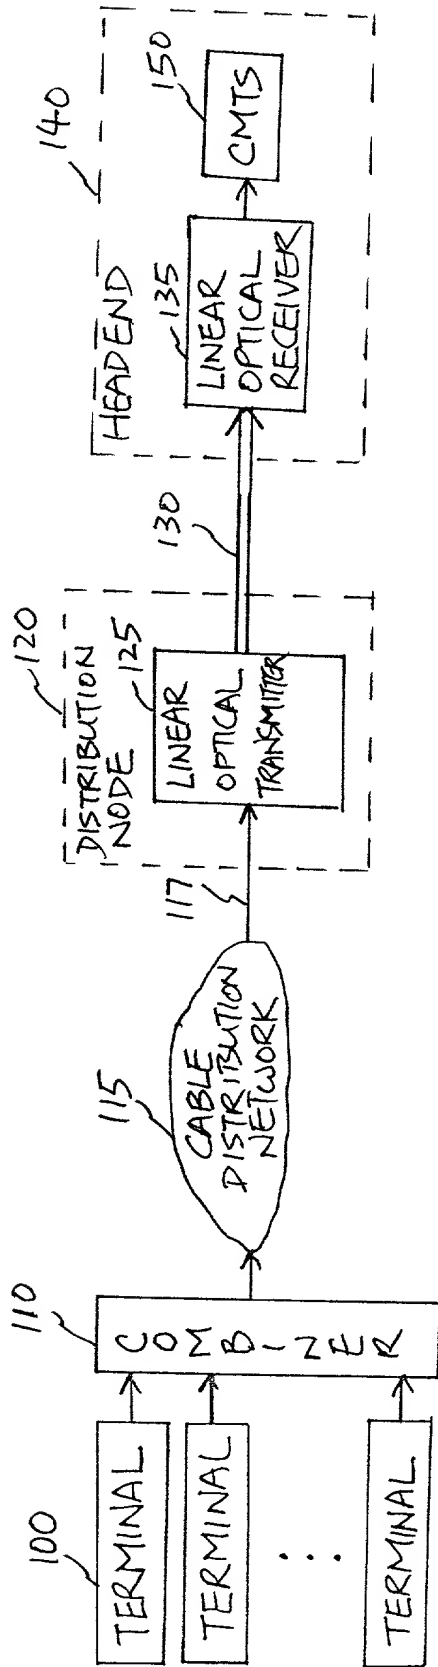 100
TERMINAL
TERMINAL
...
TERMINAL
110
COMBINER
115
CABLE
DISTRIBUTION
NETWORK
117
120
DISTRIBUTION
NODE
125
LINEAR
OPTICAL
TRANSMITTER
130
140
HEADEND
135
LINEAR
OPTICAL
RECEIVER
150
CMTS